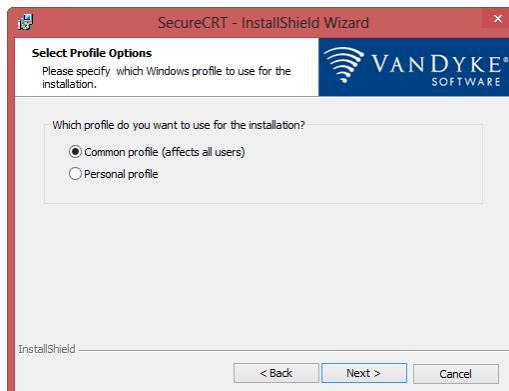 SecureCRT - InstallShield Wizard
Select Profile Options
Please specify which Windows profile to use for the
installation.
VANDYKE®
SOFTWARE
Which profile do you want to use for the installation?
Common profile (affects all users)
Personal profile
InstallShield
< Back Next > Cancel